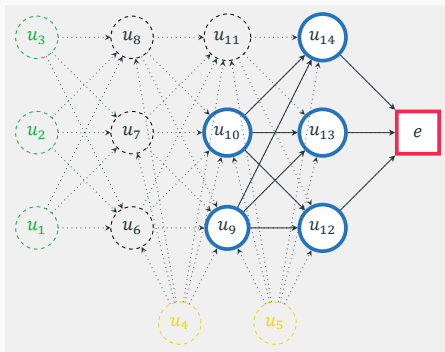 u₃ u₈ u₁₁ u₁₄
u₂ u₇ u₁₀ u₁₃ e
u₁ u₆ u₉ u₁₂
u₄ u₅